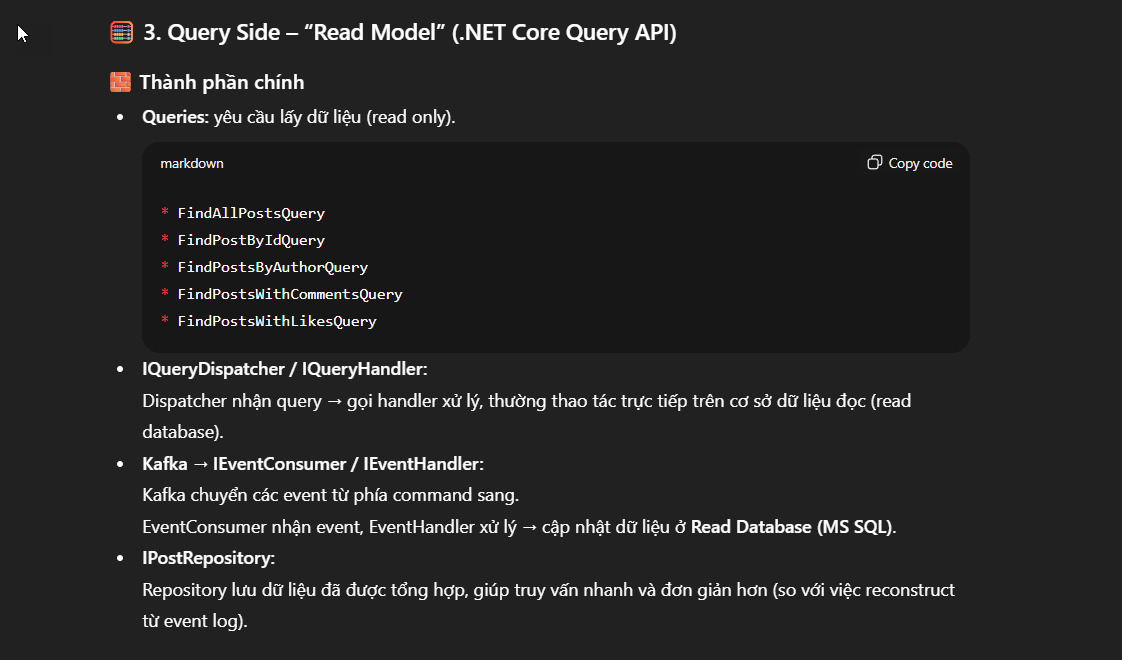 3. Query Side – “Read Model” (.NET Core Query API)
Thành phần chính
• Queries: yêu cầu lấy dữ liệu (read only).
markdown
Copy code
* FindAllPostsQuery
* FindPostByIdQuery
* FindPostsByAuthorQuery
* FindPostsWithCommentsQuery
* FindPostsWithLikesQuery
• IQueryDispatcher / IQueryHandler:
Dispatcher nhận query → gọi handler xử lý, thường thao tác trực tiếp trên cơ sở dữ liệu đọc (read
database).
• Kafka → IEventConsumer / IEventHandler:
Kafka chuyển các event từ phía command sang.
EventConsumer nhận event, EventHandler xử lý → cập nhật dữ liệu ở Read Database (MS SQL).
• IPostRepository:
Repository lưu dữ liệu đã được tổng hợp, giúp truy vấn nhanh và đơn giản hơn (so với việc reconstruct
từ event log).